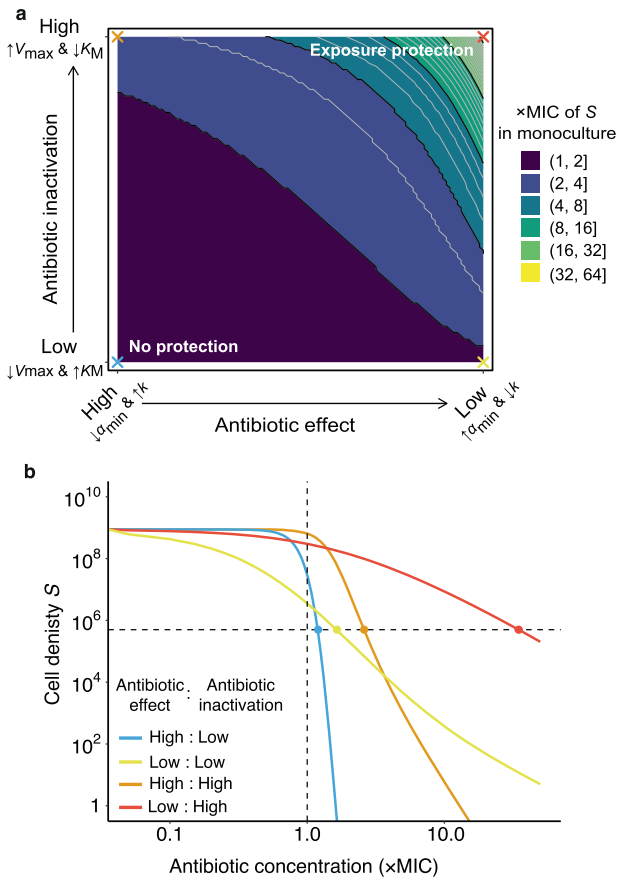 a
High
↑Vmax & ↓KM
Antibiotic inactivation
Low
↓Vmax & ↑KM
Exposure protection
No protection
High
↓αmin & ↑k
Antibiotic effect
Low
↑αmin & ↓k
×MIC of S
in monoculture
(1, 2]
(2, 4]
(4, 8]
(8, 16]
(16, 32]
(32, 64]
b
Cell denisty S
10^10
10^8
10^6
10^4
10^2
1
Antibiotic effect : Antibiotic inactivation
High : Low
Low : Low
High : High
Low : High
0.1
1.0
10.0
Antibiotic concentration (×MIC)